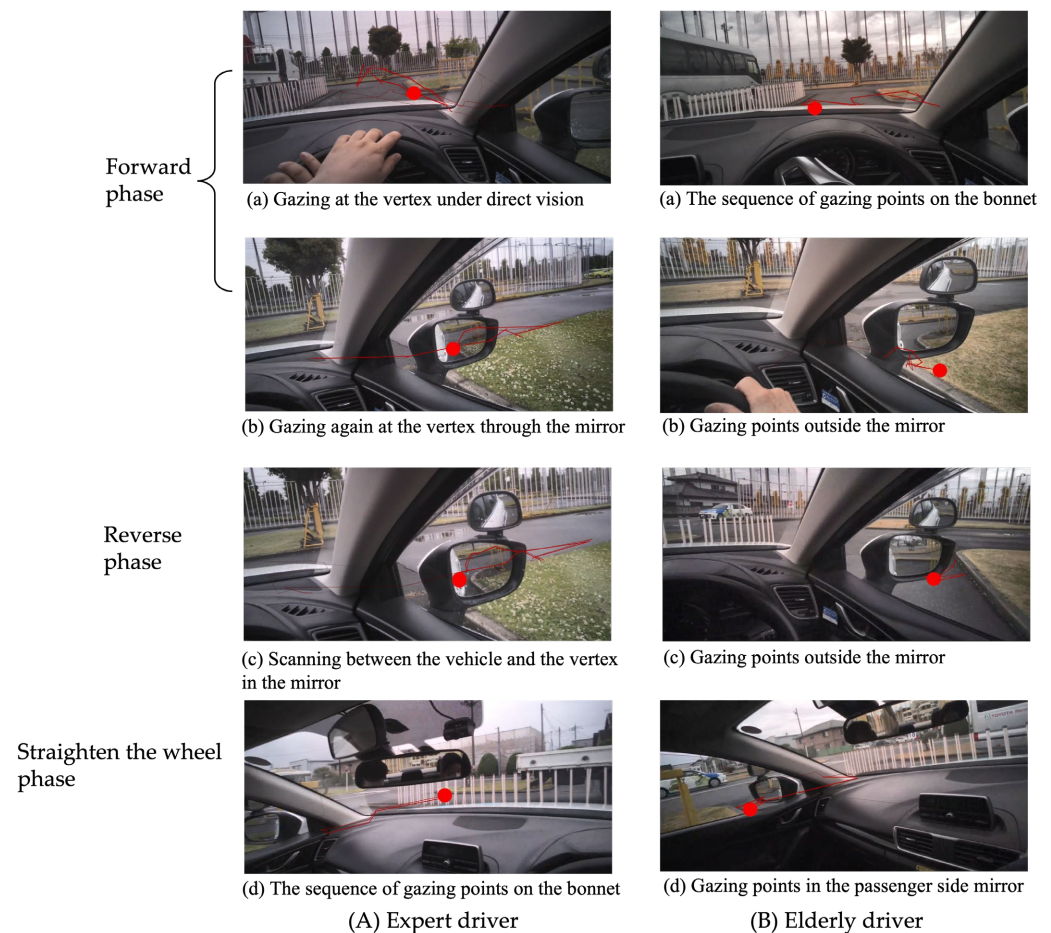 Forward
phase
(a) Gazing at the vertex under direct vision
(a) The sequence of gazing points on the bonnet
(b) Gazing again at the vertex through the mirror
(b) Gazing points outside the mirror
Reverse
phase
(c) Scanning between the vehicle and the vertex
in the mirror
(c) Gazing points outside the mirror
Straighten the wheel
phase
(d) The sequence of gazing points on the bonnet
(d) Gazing points in the passenger side mirror
(A) Expert driver
(B) Elderly driver